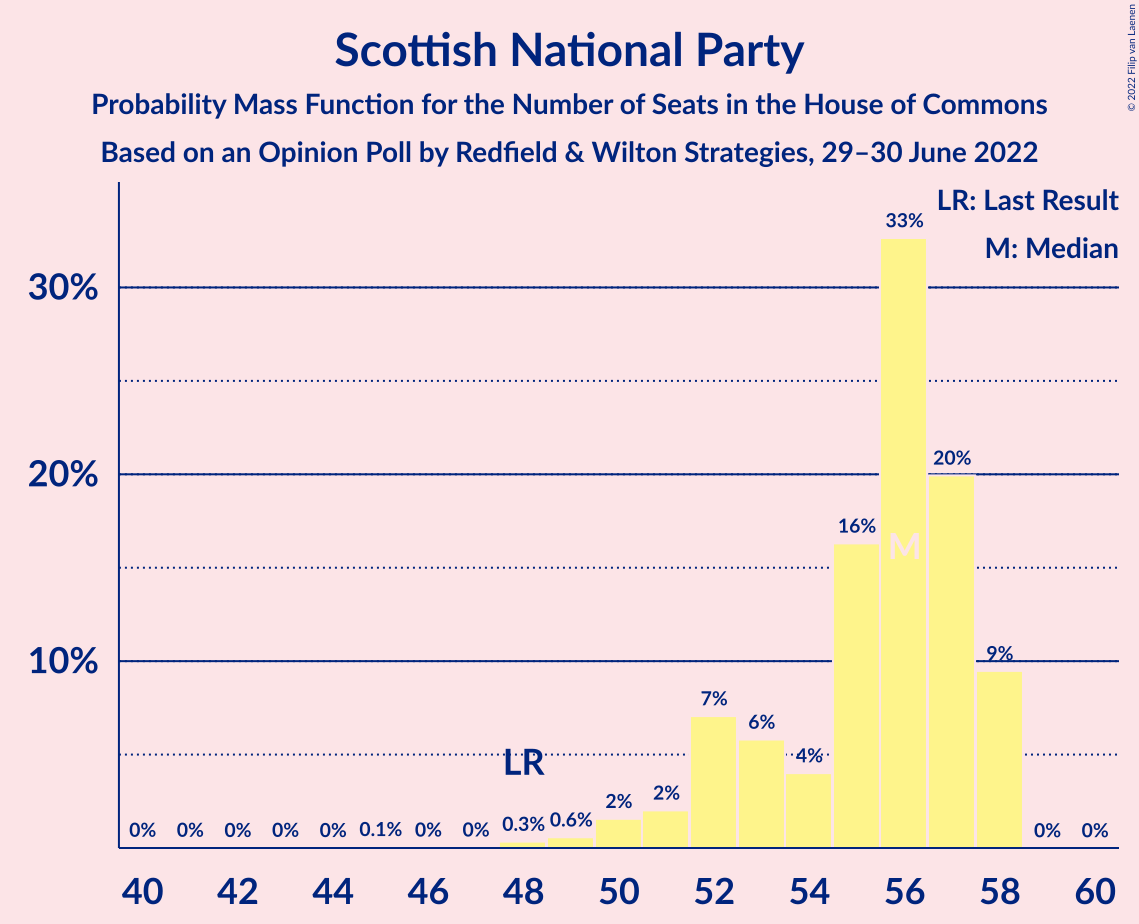 Scottish National Party
Probability Mass Function for the Number of Seats in the House of Commons
Based on an Opinion Poll by Redfield & Wilton Strategies, 29–30 June 2022
© 2022 Filip van Laenen
LR: Last Result
M: Median
30%
20%
10%
0%
0%
0%
0%
0%
0.1%
0%
0%
0.3%
0.6%
2%
2%
7%
6%
4%
16%
33%
20%
9%
0%
0%
LR
M
40 42 44 46 48 50 52 54 56 58 60